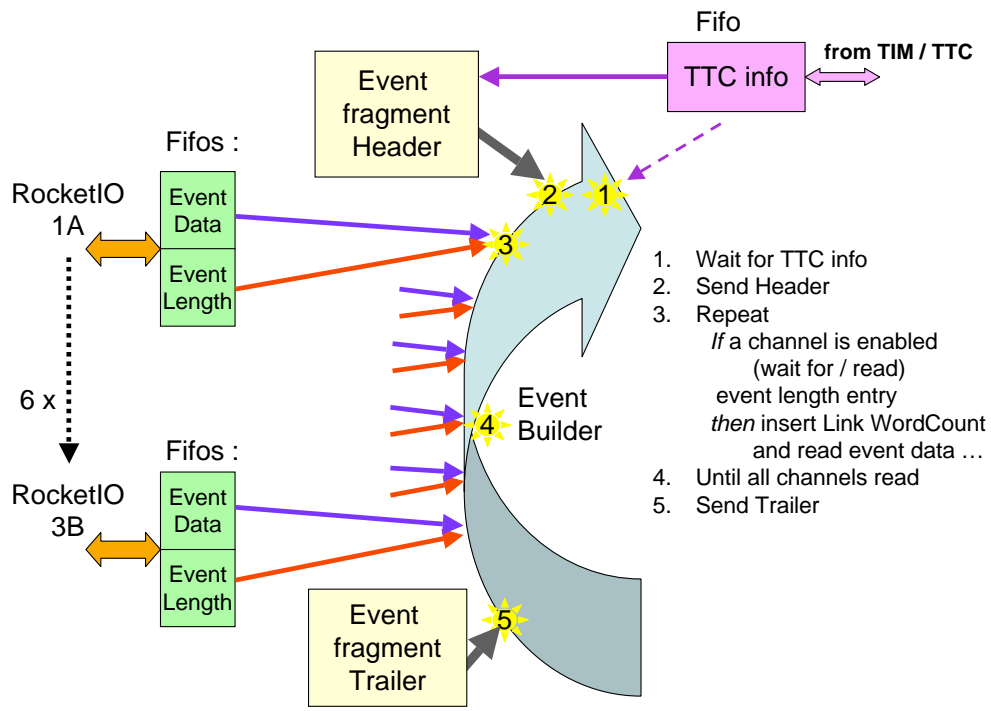 Fifo
from TIM / TTC
TTC info
Event
fragment
Header
Fifos :
RocketIO
1A
Event
Data
Event
Length
2
1
3
1. Wait for TTC info
2. Send Header
3. Repeat
If a channel is enabled
(wait for / read)
event length entry
then insert Link WordCount
and read event data …
4. Until all channels read
5. Send Trailer
6 x
4
Event
Builder
Fifos :
RocketIO
3B
Event
Data
Event
Length
5
Event
fragment
Trailer